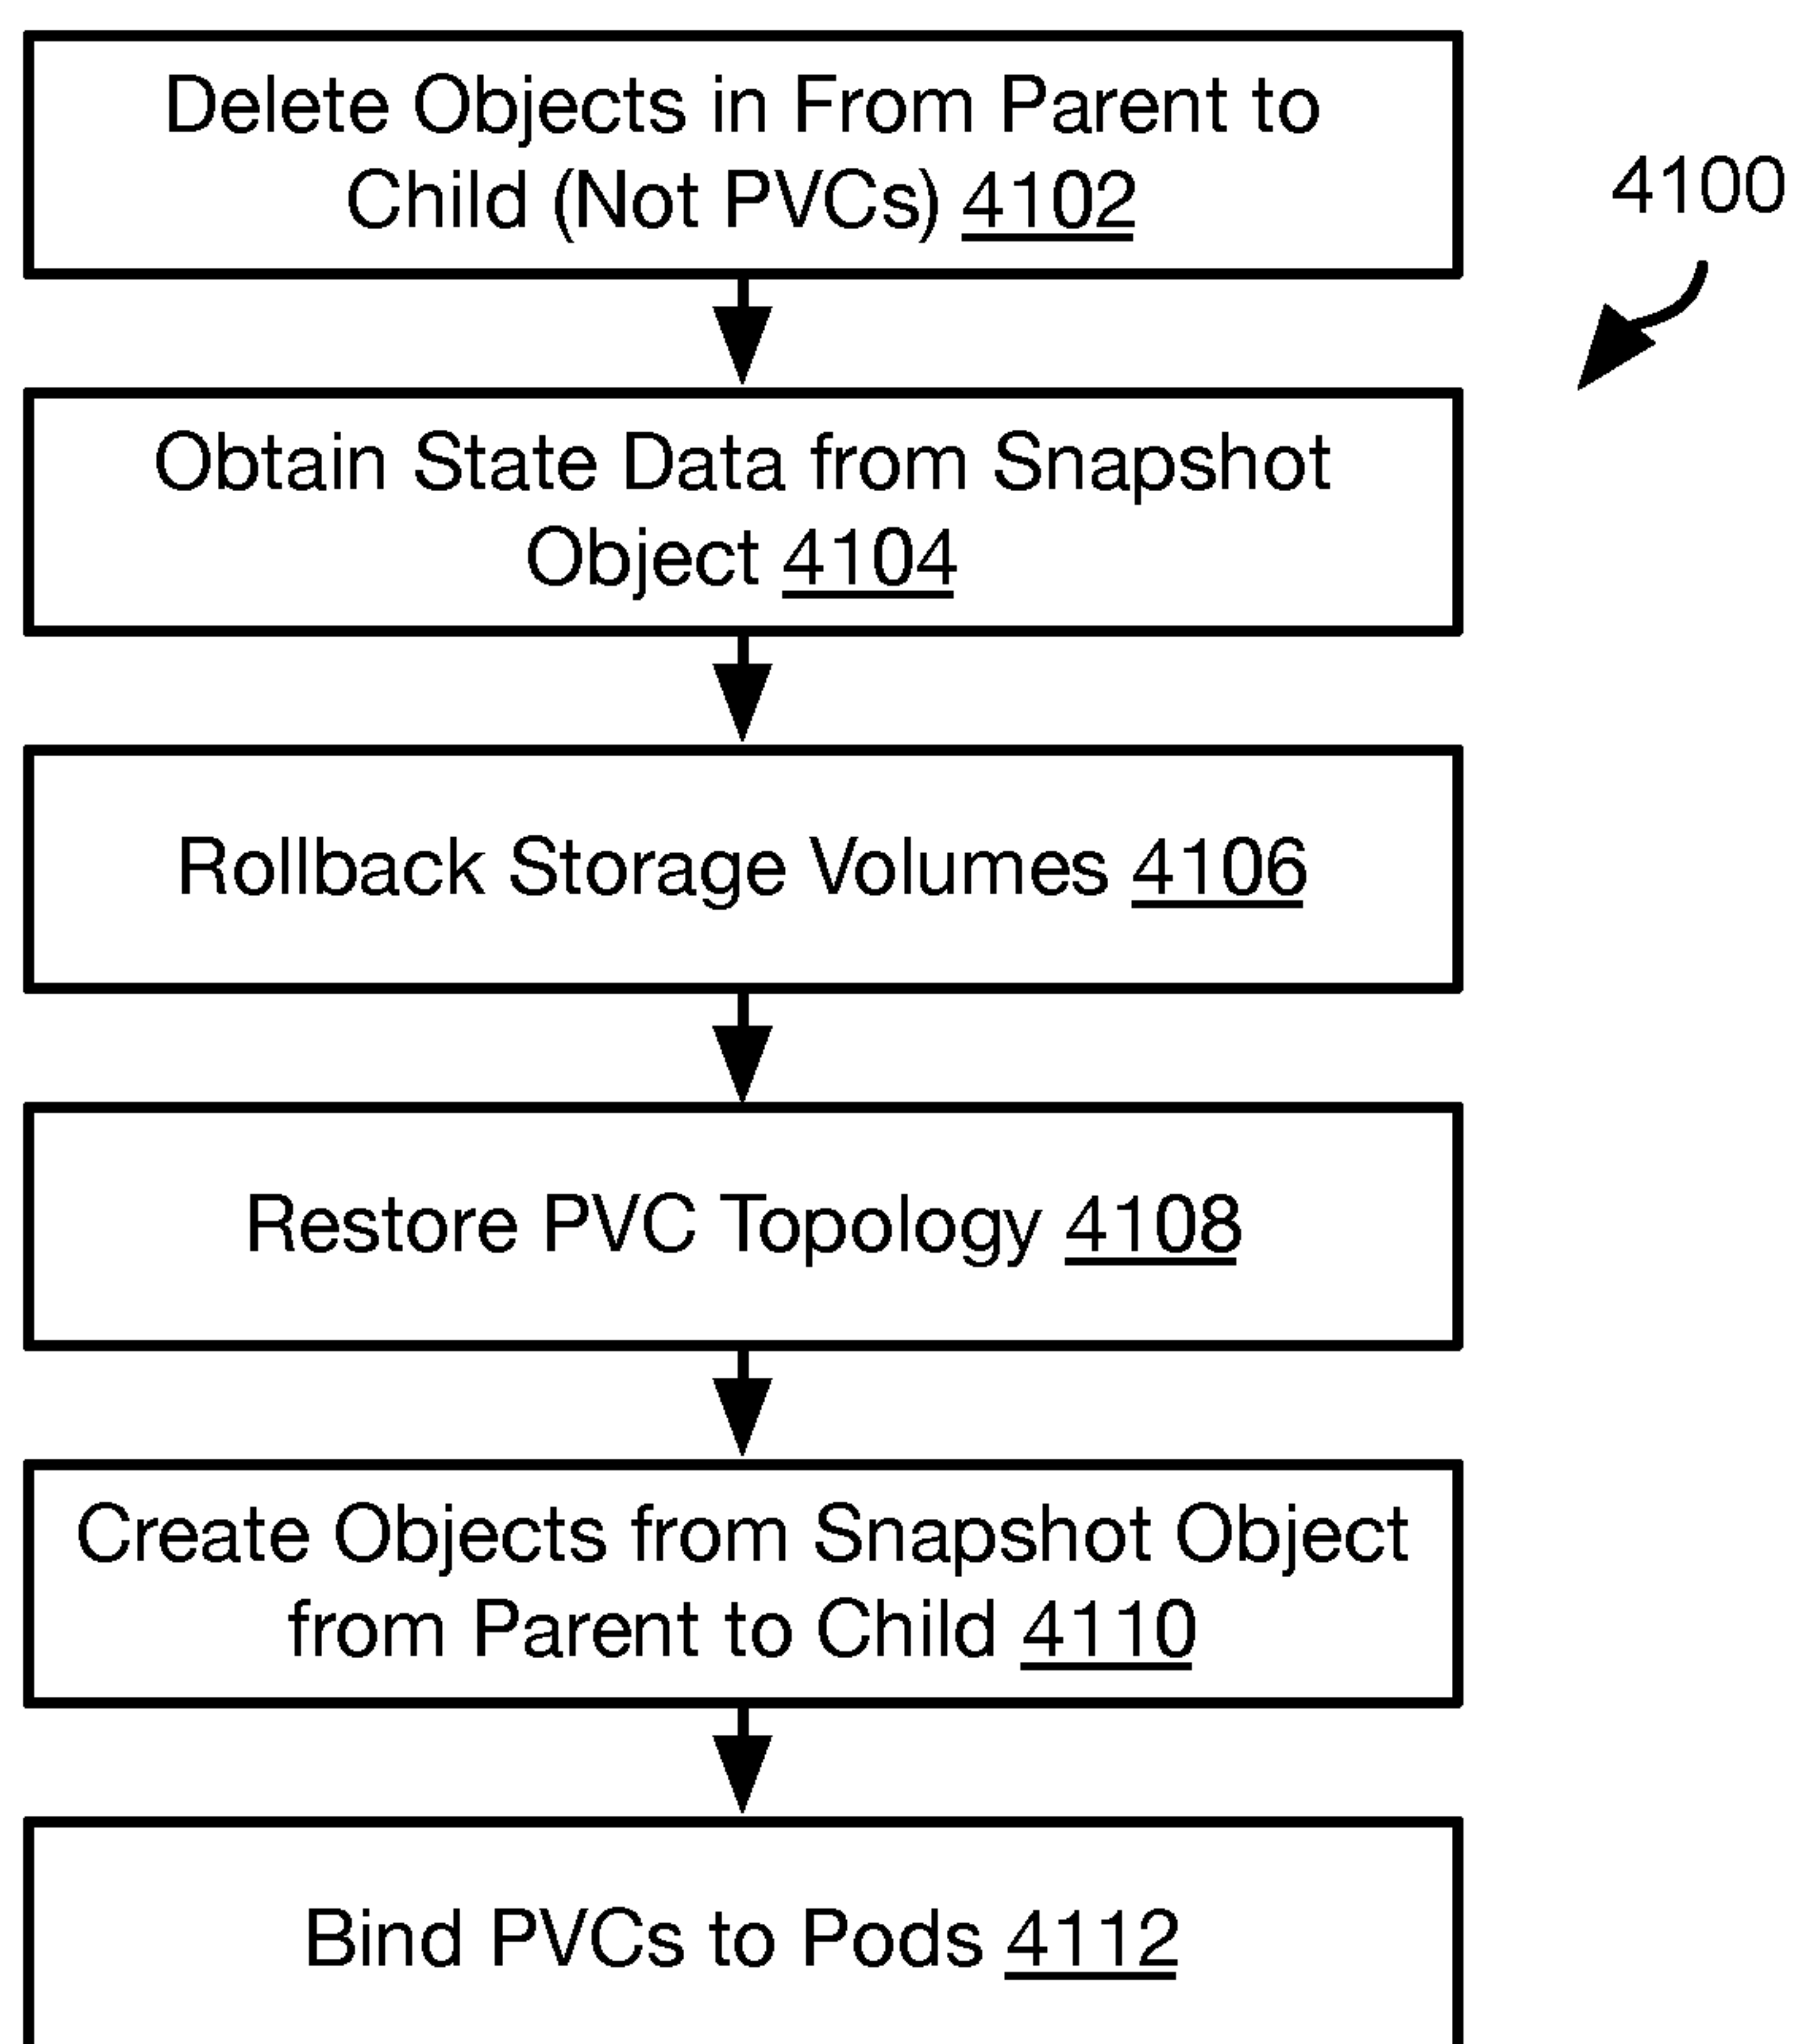 Delete Objects in From Parent to
Child (Not PVCs) 4102
4100
Obtain State Data from Snapshot
Object 4104
Rollback Storage Volumes 4106
Restore PVC Topology 4108
Create Objects from Snapshot Object
from Parent to Child 4110
Bind PVCs to Pods 4112